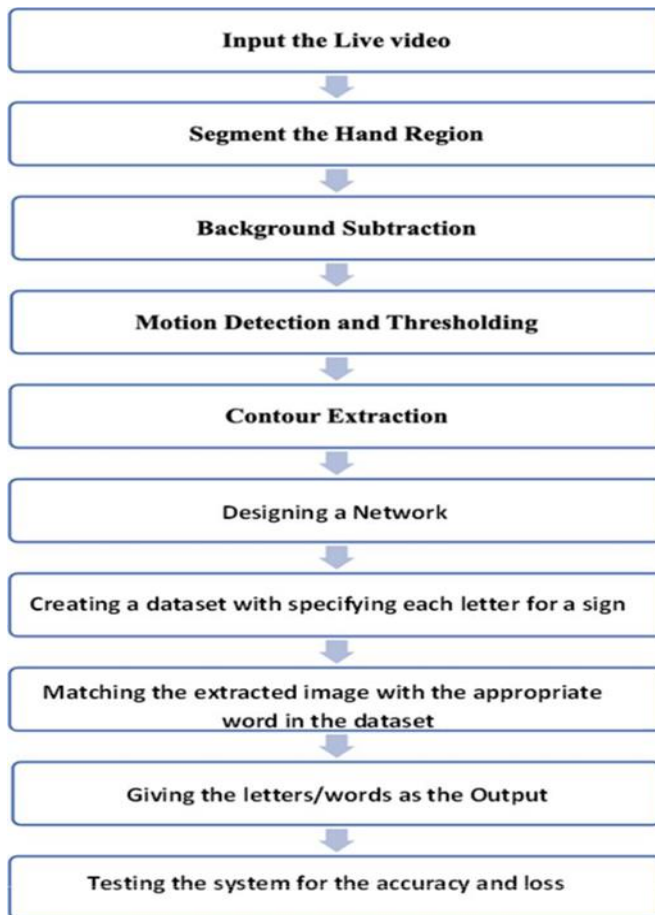 Input the Live video
Segment the Hand Region
Background Subtraction
Motion Detection and Thresholding
Contour Extraction
Designing a Network
Creating a dataset with specifying each letter for a sign
Matching the extracted image with the appropriate
word in the dataset
Giving the letters/words as the Output
Testing the system for the accuracy and loss